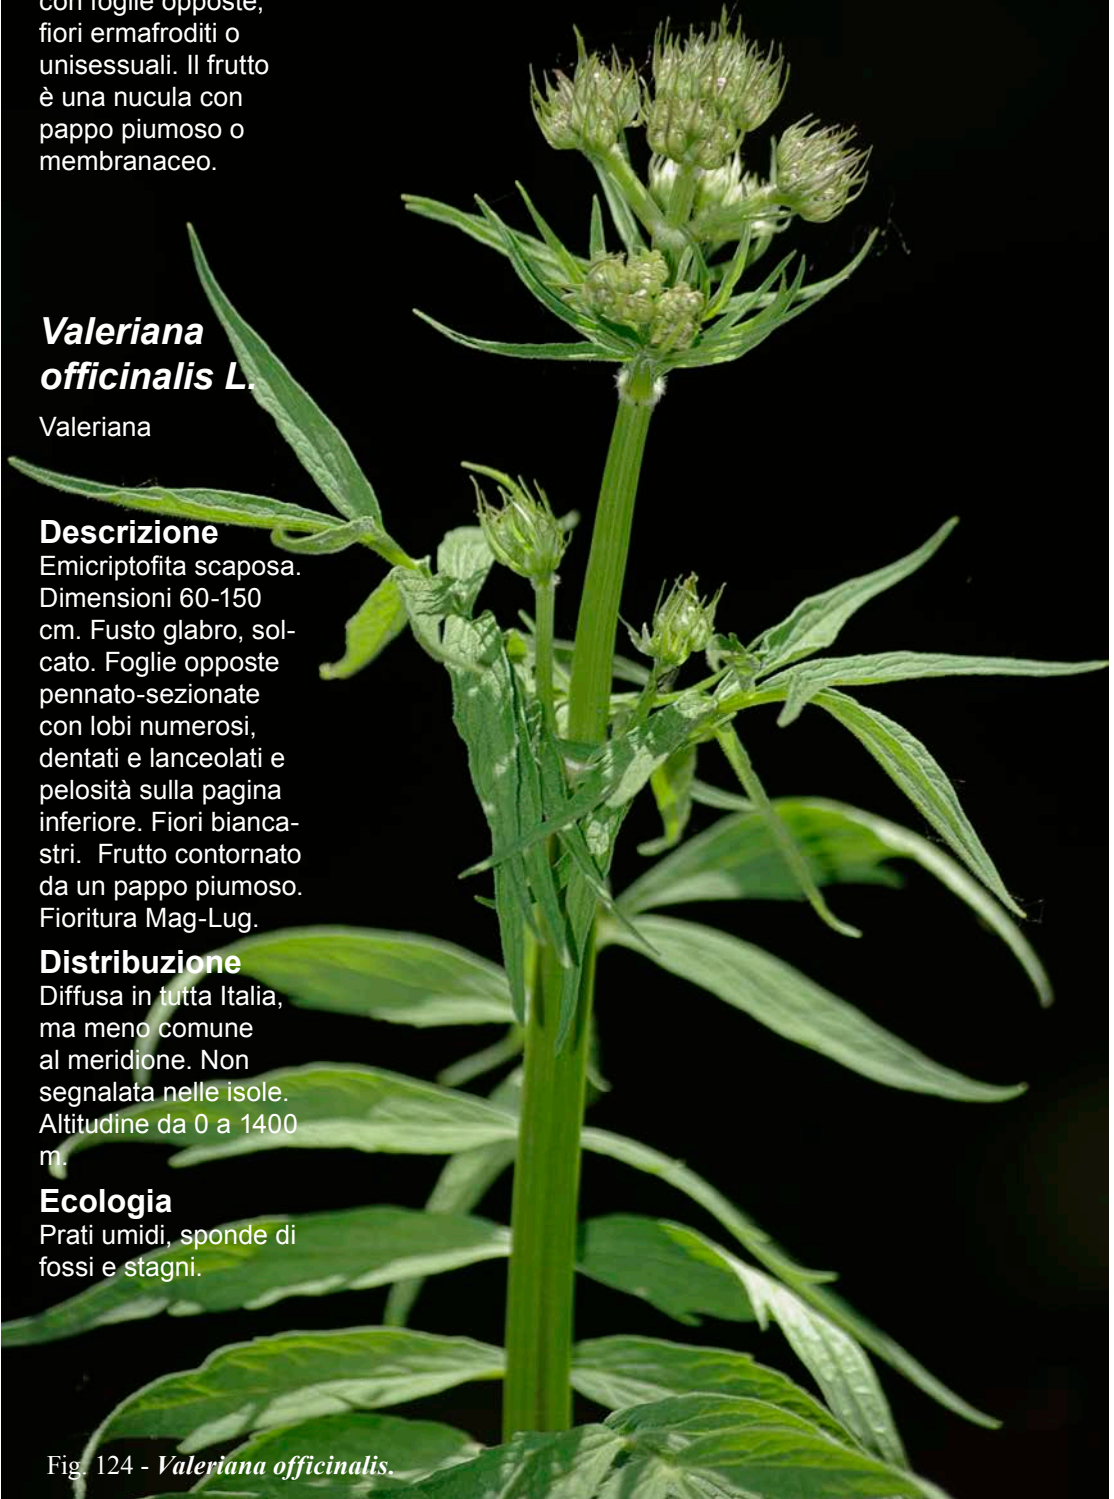 con foglie opposte,
fiori ermafroditi o
unisessuali. Il frutto
è una nucula con
pappo piumoso o
membranaceo.
Valeriana
officinalis L.
Valeriana
Descrizione
Emicriptofita scaposa.
Dimensioni 60-150
cm. Fusto glabro, sol-
cato. Foglie opposte
pennato-sezionate
con lobi numerosi,
dentati e lanceolati e
pelosità sulla pagina
inferiore. Fiori bianca-
stri.  Frutto contornato
da un pappo piumoso.
Fioritura Mag-Lug.
Distribuzione
Diffusa in tutta Italia,
ma meno comune
al meridione. Non
segnalata nelle isole.
Altitudine da 0 a 1400
m.
Ecologia
Prati umidi, sponde di
fossi e stagni.
Fig. 124 - Valeriana officinalis.